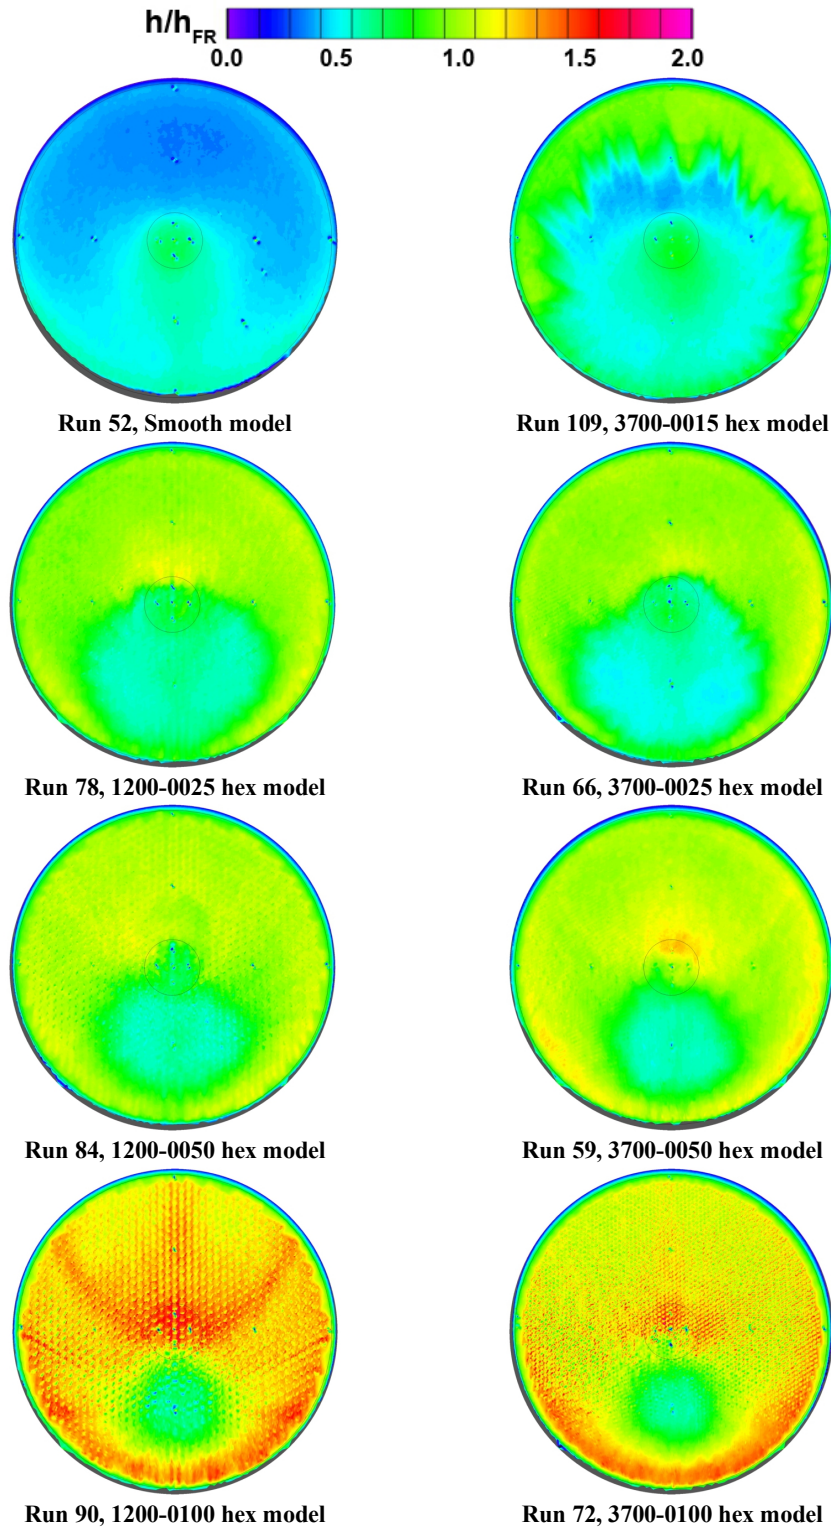 h/hFR
0.0 0.5 1.0 1.5 2.0
Run 52, Smooth model
Run 109, 3700-0015 hex model
Run 78, 1200-0025 hex model
Run 66, 3700-0025 hex model
Run 84, 1200-0050 hex model
Run 59, 3700-0050 hex model
Run 90, 1200-0100 hex model
Run 72, 3700-0100 hex model